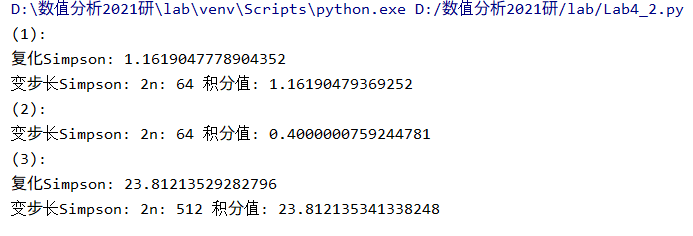 D:\数值分析2021研\lab\venv\Scripts\python.exe D:/数值分析2021研/lab/Lab4_2.py
(1):
复化Simpson: 1.1619047778904352
变步长Simpson: 2n: 64 积分值: 1.16190479369252
(2):
变步长Simpson: 2n: 64 积分值: 0.4000000759244781
(3):
复化Simpson: 23.81213529282796
变步长Simpson: 2n: 512 积分值: 23.812135341338248